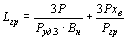 L_гр = 3P / (P_уд3 · B_н) + 3Px_в / P_гр